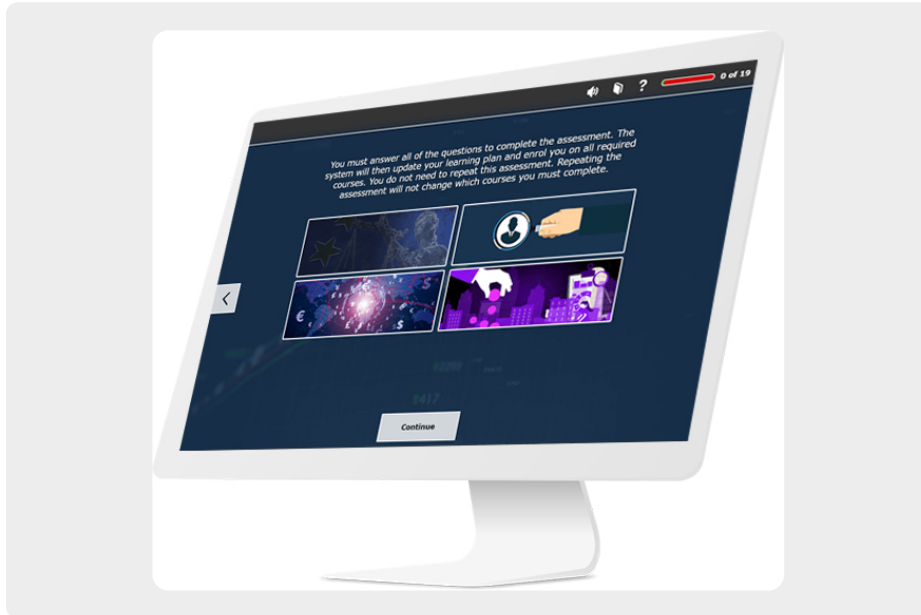 0 of 19
You must answer all of the questions to complete the assessment. The
system will then update your learning plan and enrol you on all required
courses. You do not need to repeat this assessment. Repeating the
assessment will not change which courses you must complete.
2417
Continue